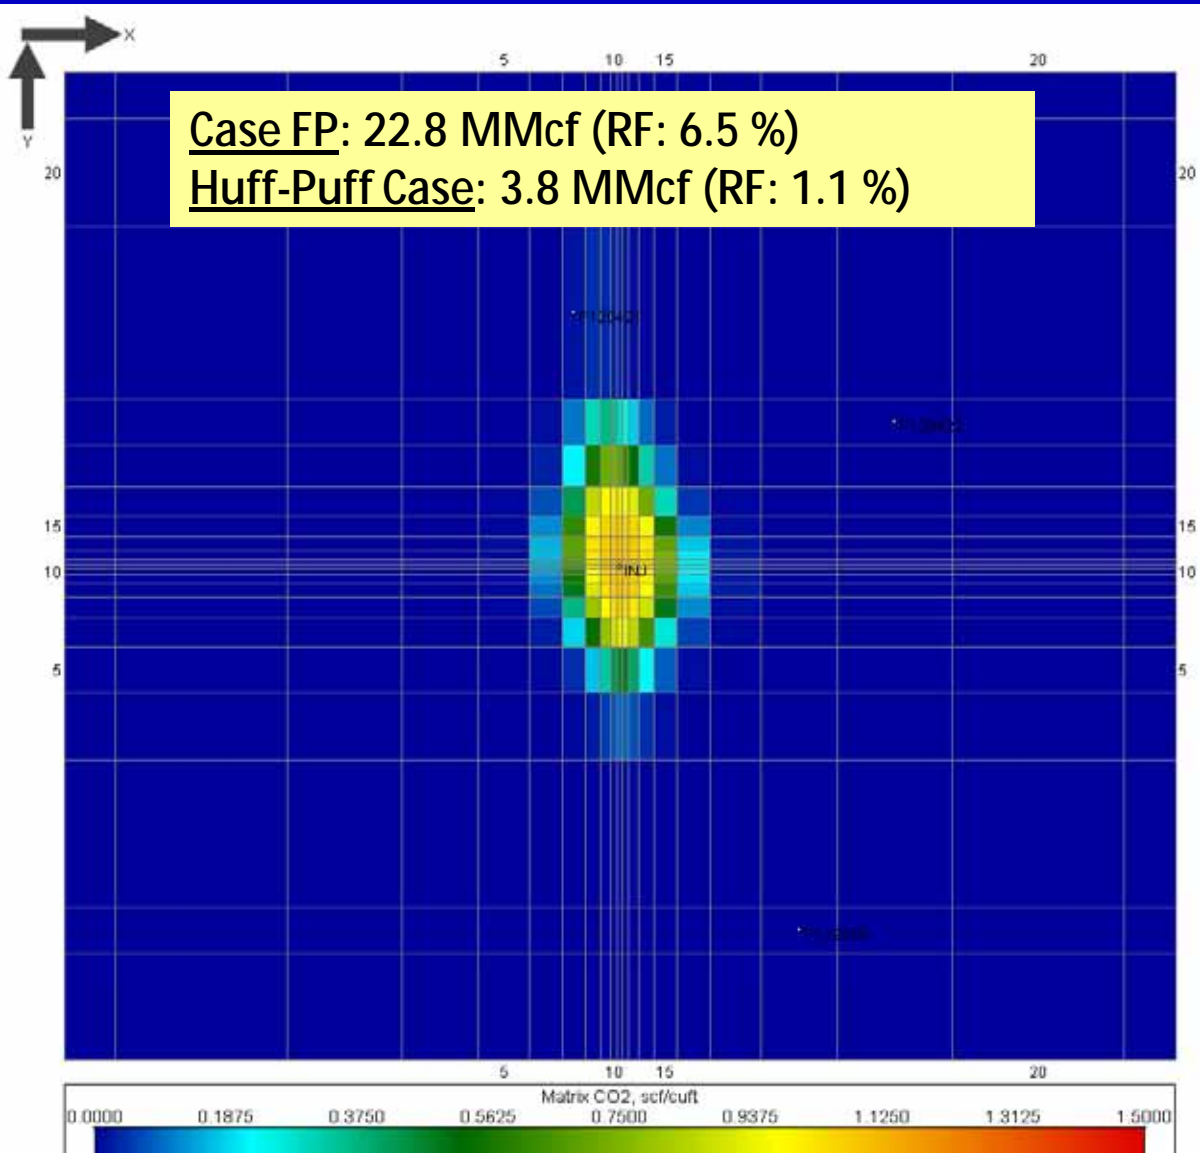 X
Y
5 10 15 20
Case FP: 22.8 MMcf (RF: 6.5 %)
Huff-Puff Case: 3.8 MMcf (RF: 1.1 %)
20 20
15 15
10 INJ 10
5 5
5 10 15 20
Matrix CO2, scf/cuft
0.0000 0.1875 0.3750 0.5625 0.7500 0.9375 1.1250 1.3125 1.5000